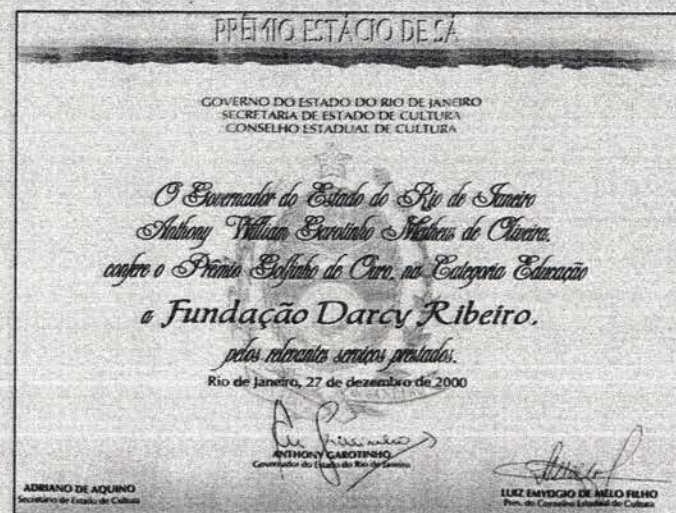 PRÊMIO ESTÁCIO DE SÁ
GOVERNO DO ESTADO DO RIO DE JANEIRO
SECRETARIA DE ESTADO DE CULTURA
CONSELHO ESTADUAL DE CULTURA
O Governador do Estado do Rio de Janeiro
Anthony William Garotinho Matheus de Oliveira,
confere o Prêmio Golfinho de Ouro, na Categoria Educação
a Fundação Darcy Ribeiro,
pelos relevantes serviços prestados.
Rio de Janeiro, 27 de dezembro de 2000
ANTHONY GAROTINHO
Governador do Estado do Rio de Janeiro
ADRIANO DE AQUINO
Secretário de Estado de Cultura
LUIZ EMYGDIO DE MELO FILHO
Pres. do Conselho Estadual de Cultura